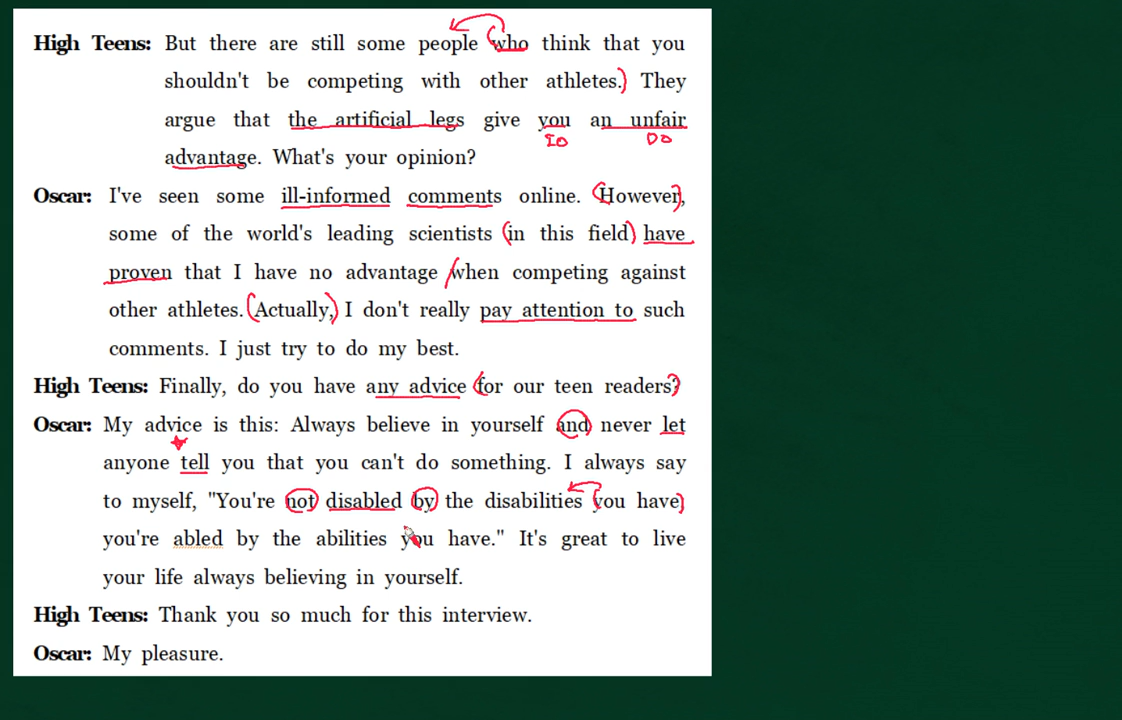 High Teens: But there are still some people who think that you
shouldn't be competing with other athletes. They
argue that the artificial legs give you an unfair
IO DO
advantage. What's your opinion?
Oscar: I've seen some ill-informed comments online. However,
some of the world's leading scientists in this field have
proven that I have no advantage when competing against
other athletes. Actually, I don't really pay attention to such
comments. I just try to do my best.
High Teens: Finally, do you have any advice for our teen readers?
Oscar: My advice is this: Always believe in yourself and never let
anyone tell you that you can't do something. I always say
to myself, "You're not disabled by the disabilities you have,
you're abled by the abilities you have." It's great to live
your life always believing in yourself.
High Teens: Thank you so much for this interview.
Oscar: My pleasure.